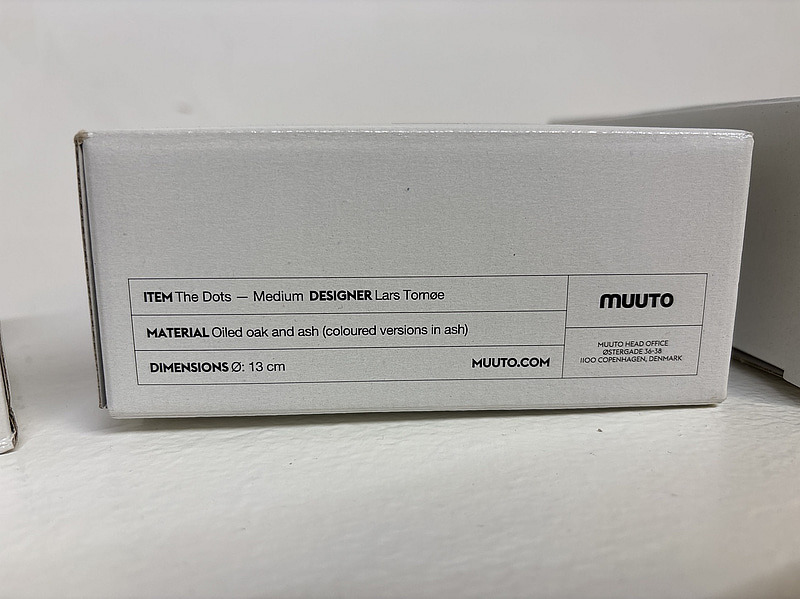 ITEM The Dots — Medium DESIGNER Lars Tornøe
MATERIAL Oiled oak and ash (coloured versions in ash)
DIMENSIONS Ø: 13 cm MUUTO.COM
muuto
MUUTO HEAD OFFICE
ØSTERGADE 36-38
1100 COPENHAGEN, DENMARK